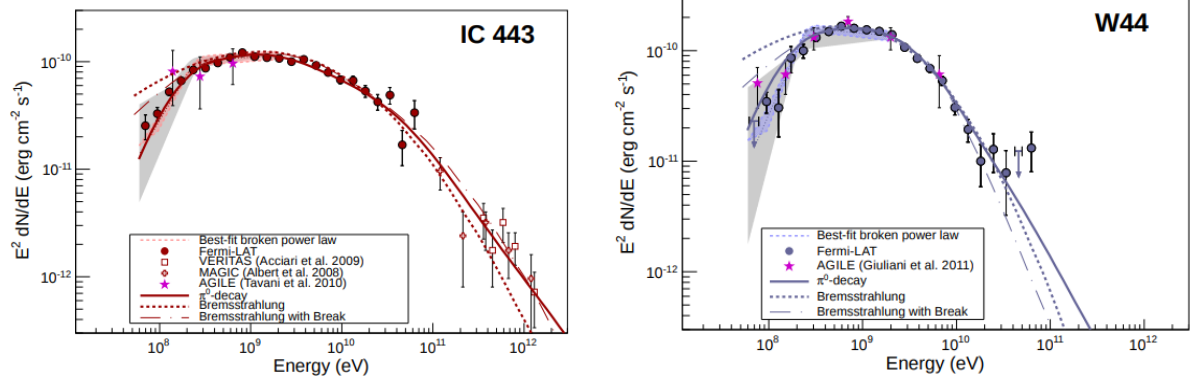 IC 443
E² dN/dE (erg cm⁻² s⁻¹)
10⁻¹⁰
10⁻¹¹
10⁻¹²
Best-fit broken power law
Fermi-LAT
VERITAS (Acciari et al. 2009)
MAGIC (Albert et al. 2008)
AGILE (Tavani et al. 2010)
π⁰-decay
Bremsstrahlung
Bremsstrahlung with Break
10⁸ 10⁹ 10¹⁰ 10¹¹ 10¹²
Energy (eV)
W44
E² dN/dE (erg cm⁻² s⁻¹)
10⁻¹⁰
10⁻¹¹
10⁻¹²
Best-fit broken power law
Fermi-LAT
AGILE (Giuliani et al. 2011)
π⁰-decay
Bremsstrahlung
Bremsstrahlung with Break
10⁸ 10⁹ 10¹⁰ 10¹¹ 10¹²
Energy (eV)